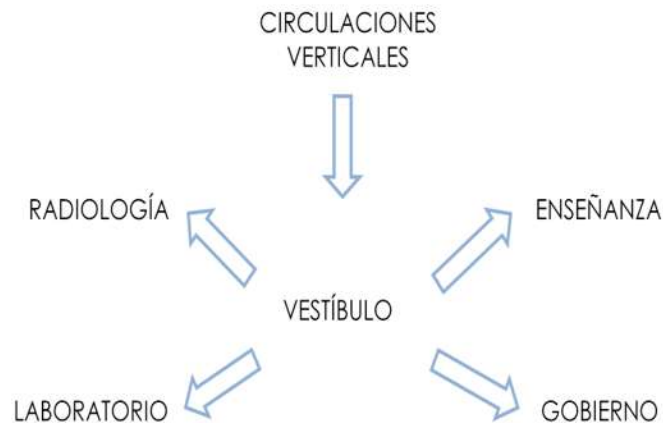 CIRCULACIONES
VERTICALES
RADIOLOGÍA
ENSEÑANZA
VESTÍBULO
LABORATORIO
GOBIERNO